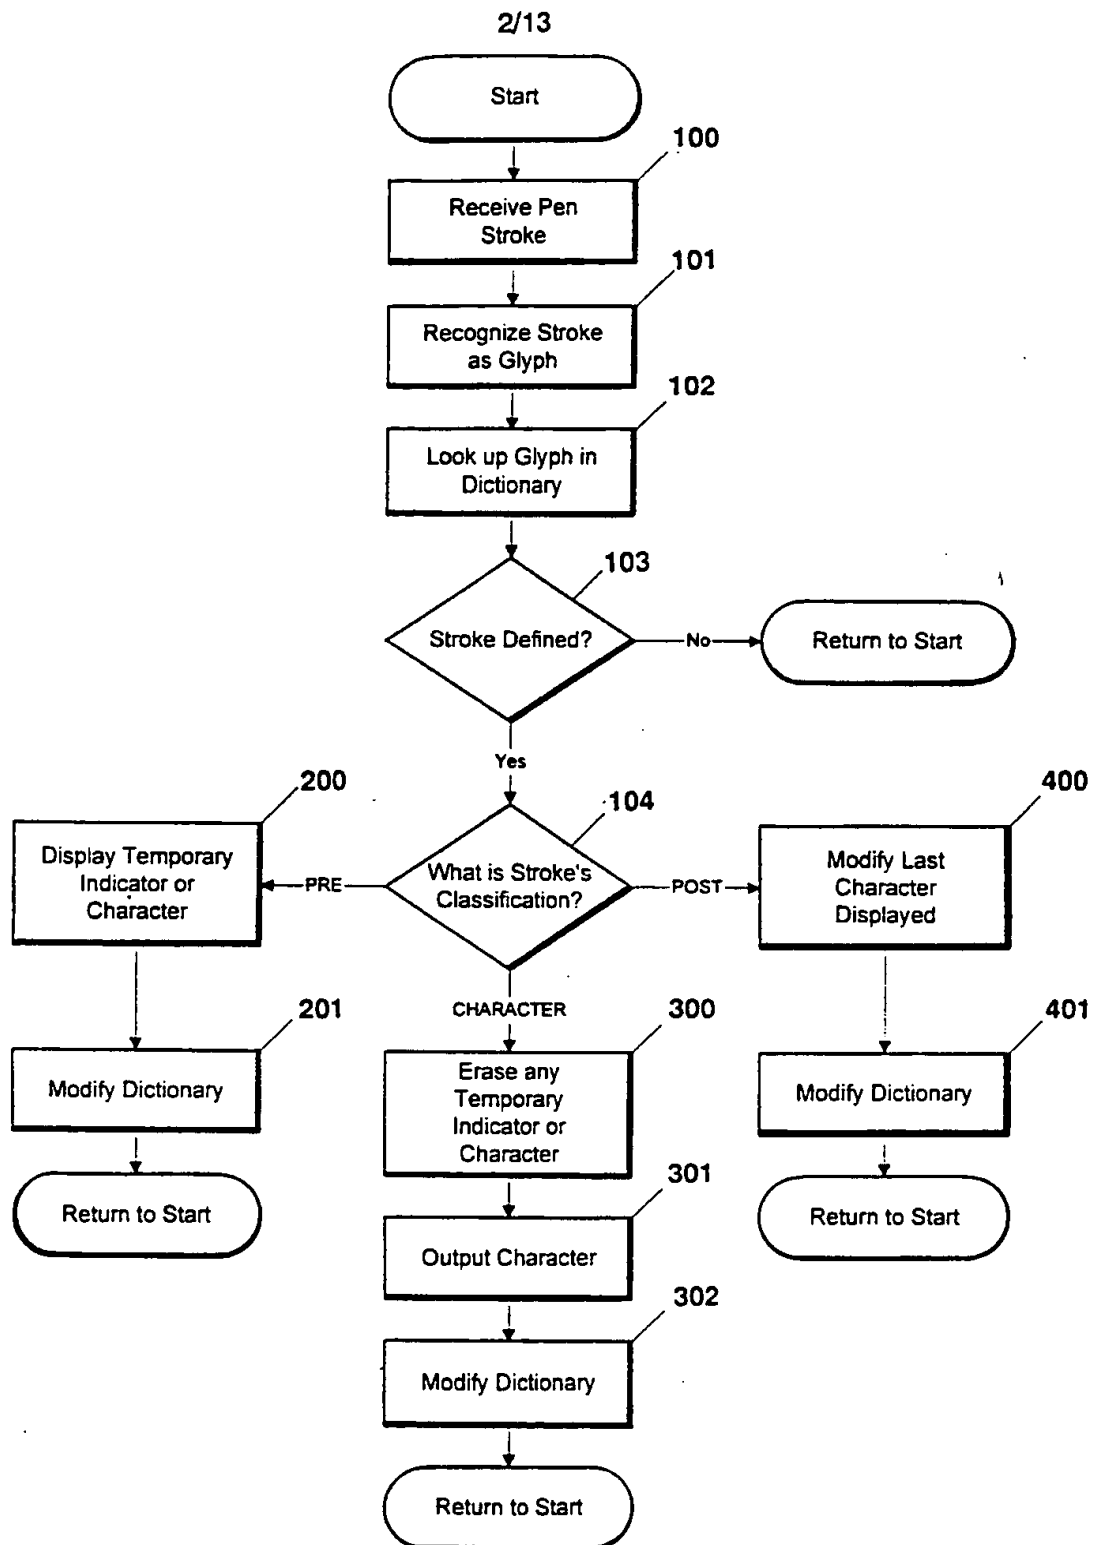 2/13
Start
100
Receive Pen
Stroke
101
Recognize Stroke
as Glyph
102
Look up Glyph in
Dictionary
103
Stroke Defined?
No
Return to Start
Yes
200
104
400
Display Temporary
Indicator or
Character
PRE
What is Stroke's
Classification?
POST
Modify Last
Character
Displayed
CHARACTER
201
300
401
Modify Dictionary
Erase any
Temporary
Indicator or
Character
Modify Dictionary
Return to Start
301
Return to Start
Output Character
302
Modify Dictionary
Return to Start